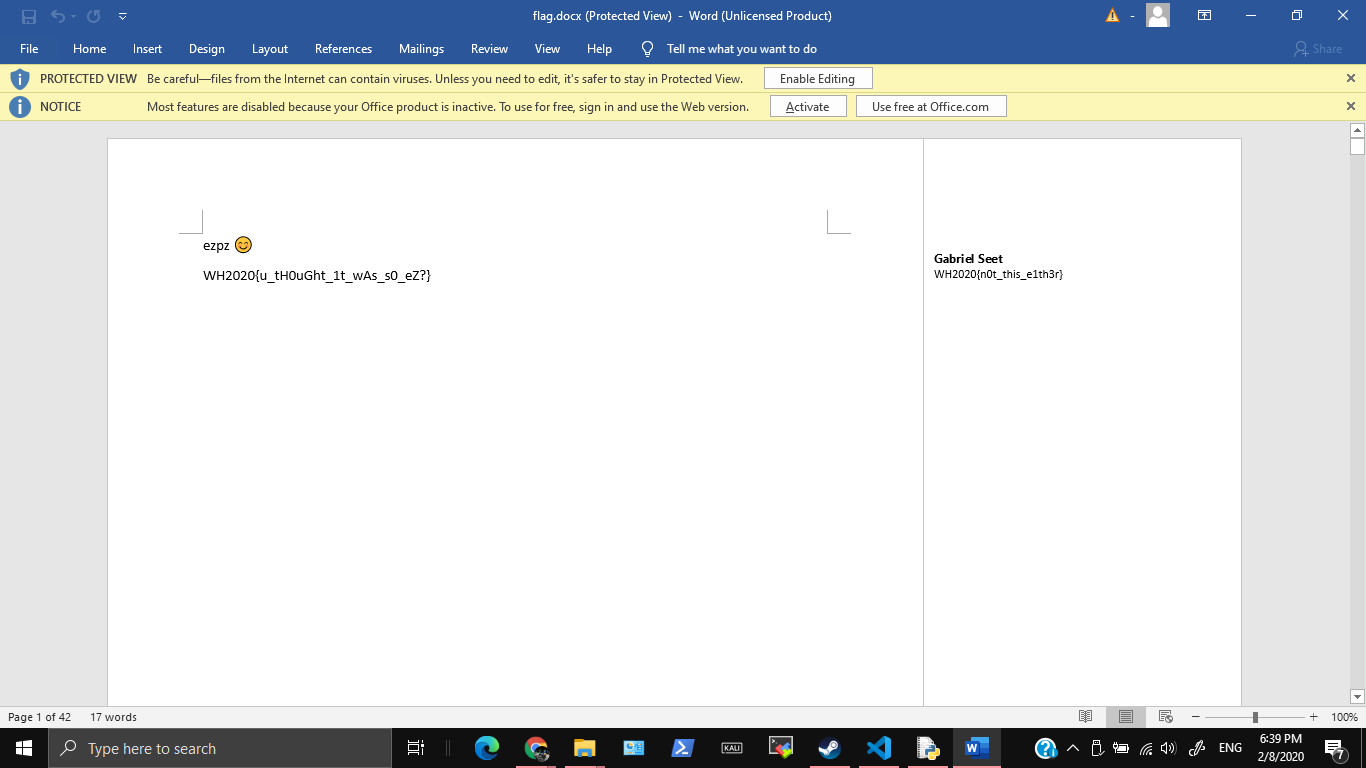 flag.docx (Protected View) - Word (Unlicensed Product)
File Home Insert Design Layout References Mailings Review View Help Tell me what you want to do Share
PROTECTED VIEW Be careful—files from the Internet can contain viruses. Unless you need to edit, it's safer to stay in Protected View. Enable Editing
NOTICE Most features are disabled because your Office product is inactive. To use for free, sign in and use the Web version. Activate Use free at Office.com
ezpz 😊
WH2020{u_tH0uGht_1t_wAs_s0_eZ?}
Gabriel Seet
WH2020{n0t_this_e1th3r}
Page 1 of 42 17 words 100%
Type here to search KALI ENG 6:39 PM
2/8/2020 7